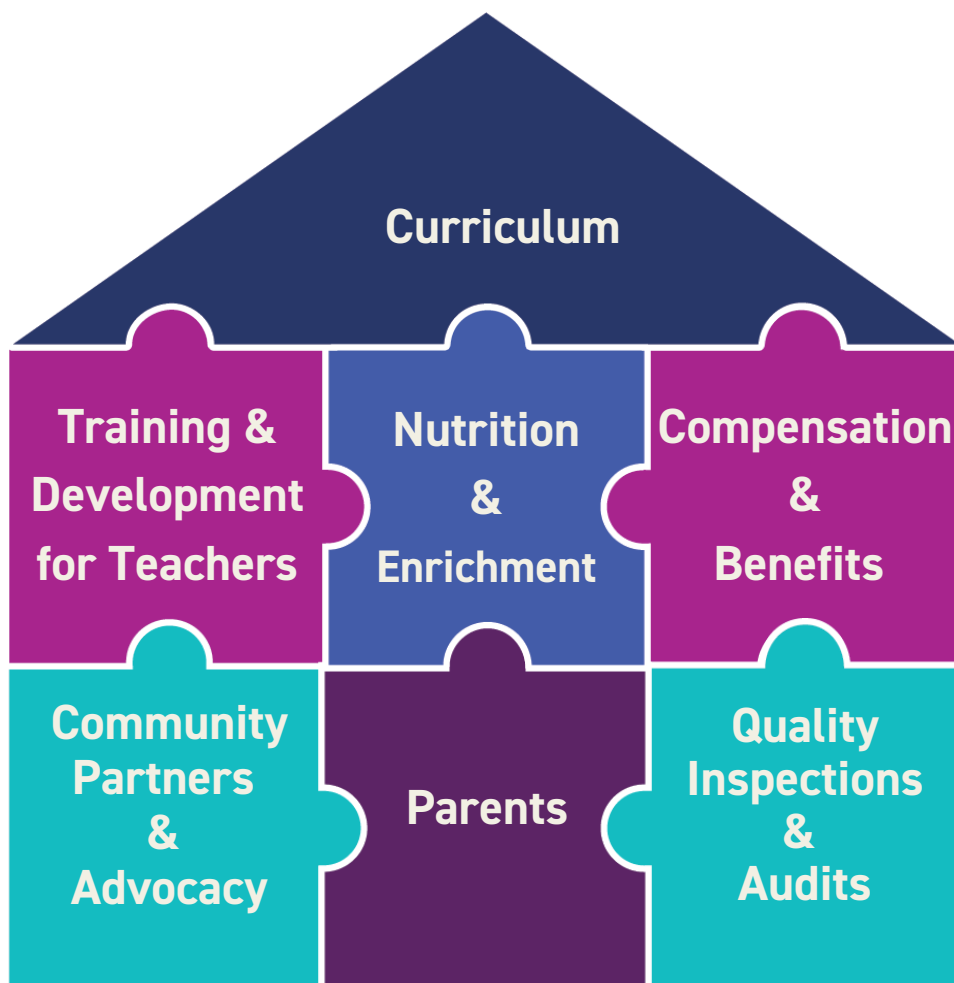 Curriculum
Training &
Development
for Teachers
Nutrition
&
Enrichment
Compensation
&
Benefits
Community
Partners
&
Advocacy
Parents
Quality
Inspections
&
Audits